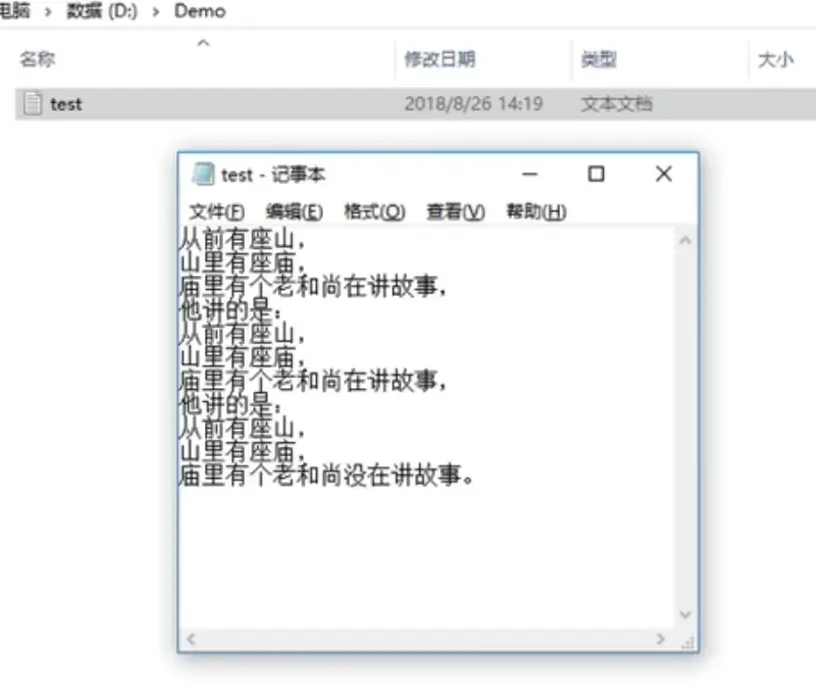 电脑 › 数据 (D:) › Demo
名称 修改日期 类型 大小
test 2018/8/26 14:19 文本文档
test - 记事本
文件(F) 编辑(E) 格式(O) 查看(V) 帮助(H)
从前有座山，
山里有座庙，
庙里有个老和尚在讲故事，
他讲的是：
从前有座山，
山里有座庙，
庙里有个老和尚在讲故事，
他讲的是：
从前有座山，
山里有座庙，
庙里有个老和尚没在讲故事。